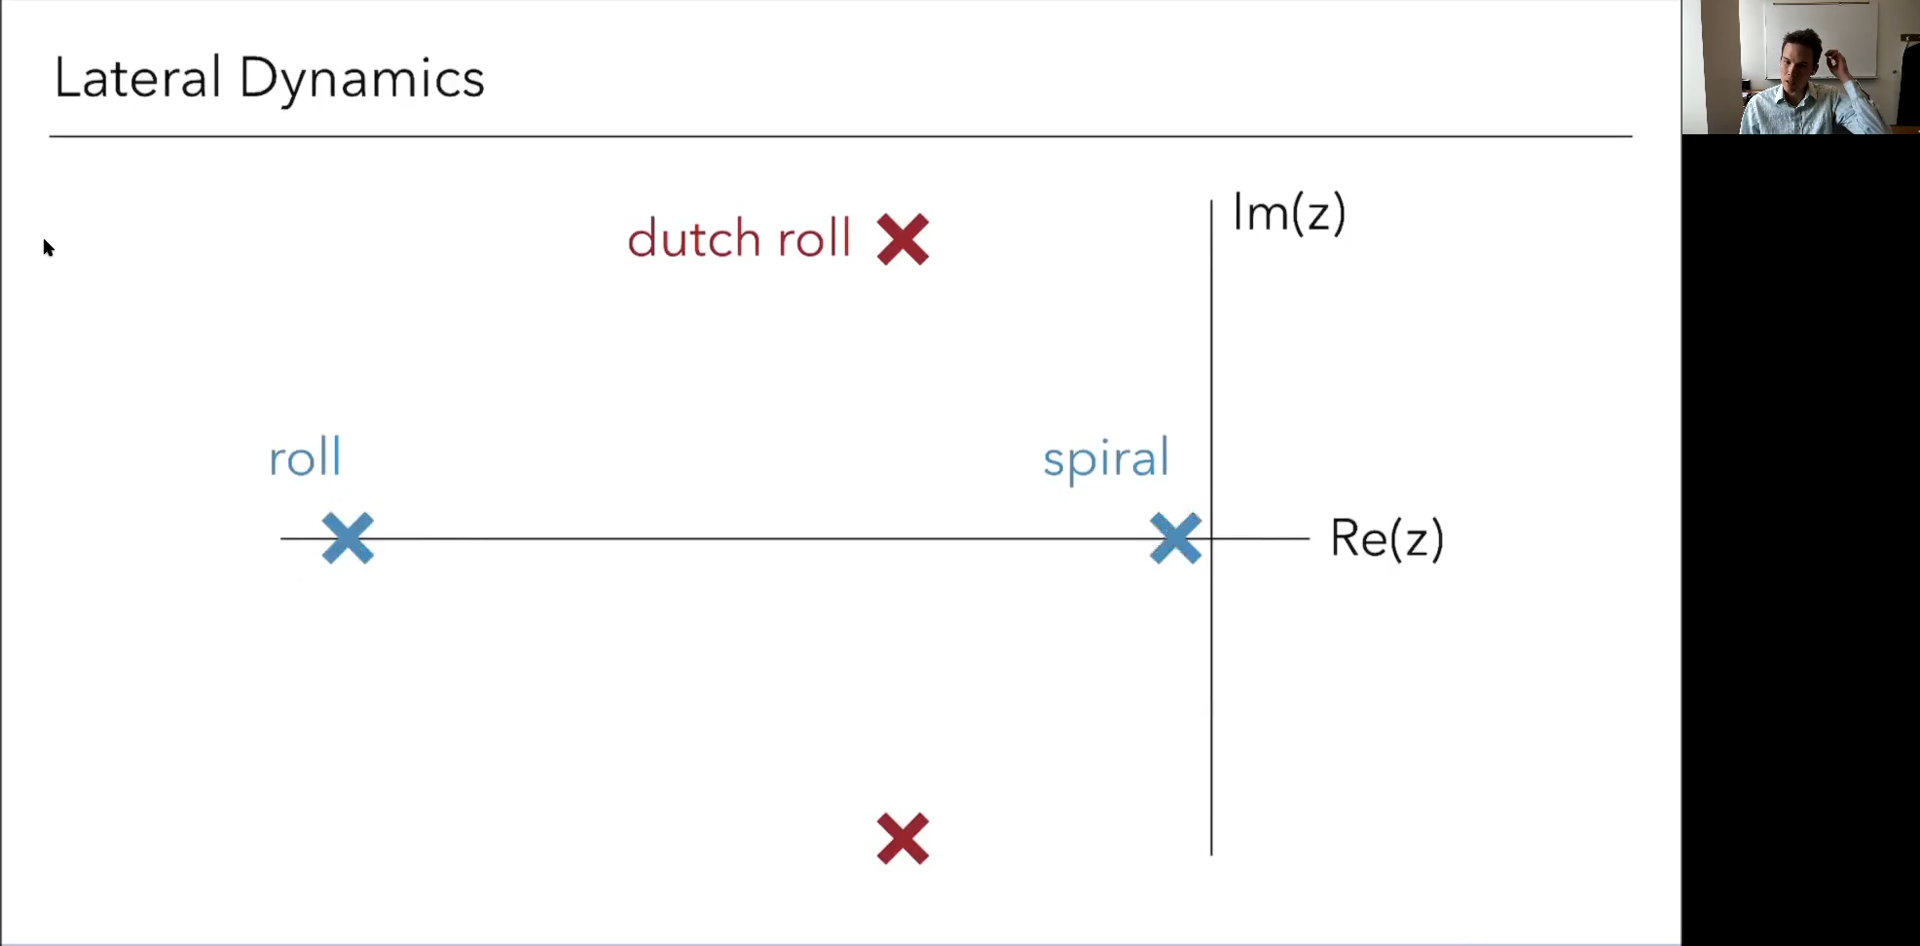 Lateral Dynamics
Im(z)
dutch roll
roll
spiral
Re(z)